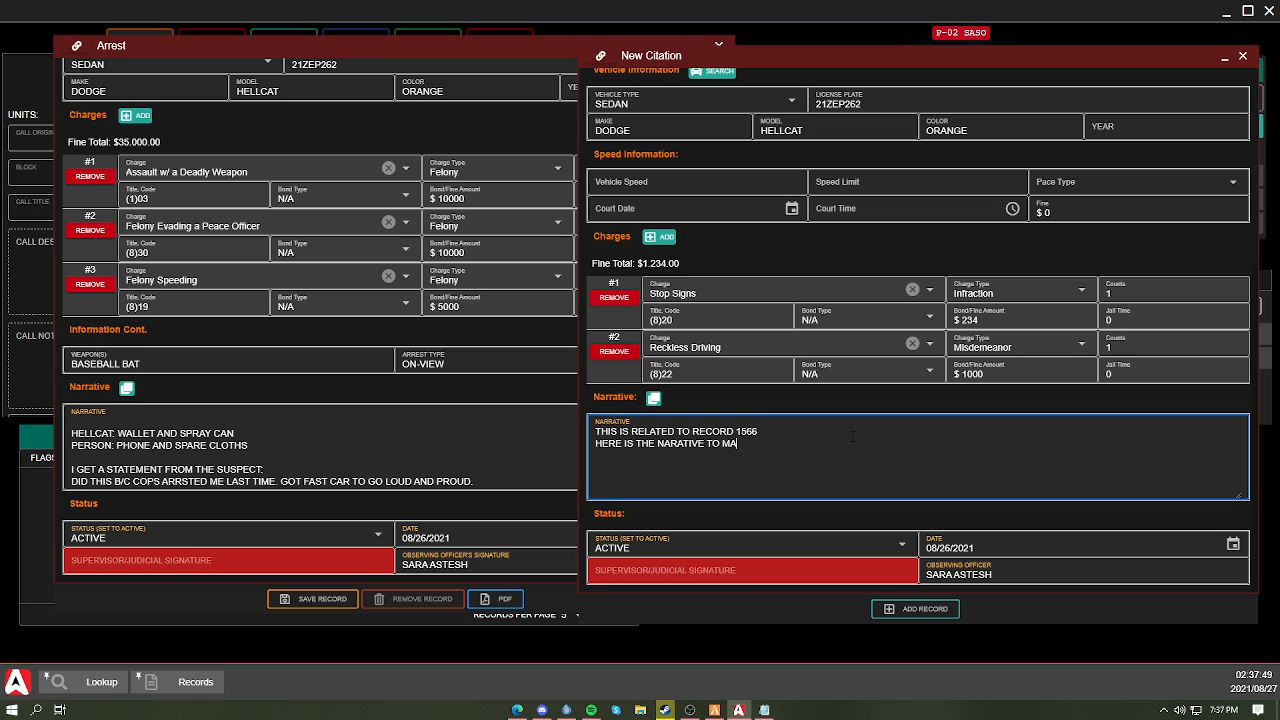 P-02 SASO
Arrest
SEDAN
21ZEP262
MAKE
DODGE
MODEL
HELLCAT
COLOR
ORANGE
YE
Charges ADD
Fine Total: $35.000.00
#1
REMOVE
Charge
Assault w/ a Deadly Weapon
Charge Type
Felony
Title, Code
(1)03
Bond Type
N/A
Bond/Fine Amount
$ 10000
#2
REMOVE
Charge
Felony Evading a Peace Officer
Charge Type
Felony
Title, Code
(8)30
Bond Type
N/A
Bond/Fine Amount
$ 10000
#3
REMOVE
Charge
Felony Speeding
Charge Type
Felony
Title, Code
(8)19
Bond Type
N/A
Bond/Fine Amount
$ 5000
Information Cont.
WEAPON(S)
BASEBALL BAT
ARREST TYPE
ON-VIEW
Narrative
NARRATIVE
HELLCAT: WALLET AND SPRAY CAN
PERSON: PHONE AND SPARE CLOTHS
I GET A STATEMENT FROM THE SUSPECT:
DID THIS B/C COPS ARRSTED ME LAST TIME. GOT FAST CAR TO GO LOUD AND PROUD.
Status
STATUS (SET TO ACTIVE)
ACTIVE
DATE
08/26/2021
SUPERVISOR/JUDICIAL SIGNATURE
OBSERVING OFFICER'S SIGNATURE
SARA ASTESH
SAVE RECORD
REMOVE RECORD
PDF
RECORDS PER PAGE 5
New Citation
Vehicle Information SEARCH
VEHICLE TYPE
SEDAN
LICENSE PLATE
21ZEP262
MAKE
DODGE
MODEL
HELLCAT
COLOR
ORANGE
YEAR
Speed Information:
Vehicle Speed
Speed Limit
Pace Type
Court Date
Court Time
Fine
$ 0
Charges ADD
Fine Total: $1.234.00
#1
REMOVE
Charge
Stop Signs
Charge Type
Infraction
Counts
1
Title, Code
(8)20
Bond Type
N/A
Bond/Fine Amount
$ 234
Jail Time
0
#2
REMOVE
Charge
Reckless Driving
Charge Type
Misdemeanor
Counts
1
Title, Code
(8)22
Bond Type
N/A
Bond/Fine Amount
$ 1000
Jail Time
0
Narrative:
NARRATIVE
THIS IS RELATED TO RECORD 1566
HERE IS THE NARATIVE TO MA
Status:
STATUS (SET TO ACTIVE)
ACTIVE
DATE
08/26/2021
SUPERVISOR/JUDICIAL SIGNATURE
OBSERVING OFFICER
SARA ASTESH
ADD RECORD
UNITS:
CALL ORIGI
BLOCK
CALL TITLE
CALL DES
CALL NOT
FLAGS
Lookup
Records
02:37:49
2021/08/27
7:37 PM